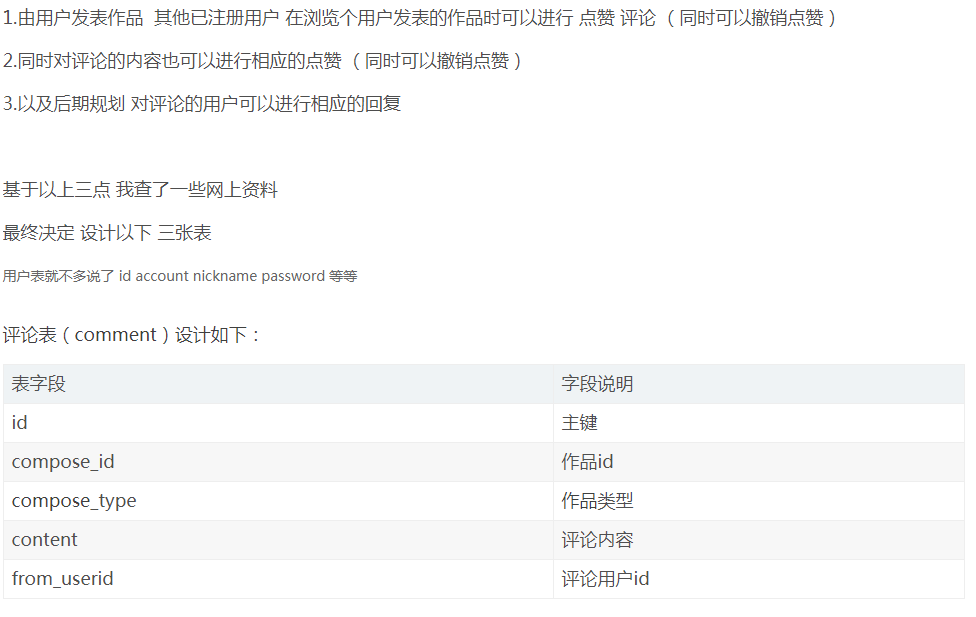 1.由用户发表作品  其他已注册用户 在浏览个用户发表的作品时可以进行 点赞 评论 （ 同时可以撤销点赞 ）
2.同时对评论的内容也可以进行相应的点赞 （ 同时可以撤销点赞 ）
3.以及后期规划 对评论的用户可以进行相应的回复
基于以上三点 我查了一些网上资料
最终决定 设计以下 三张表
用户表就不多说了 id account nickname password 等等
评论表（ comment ）设计如下：
表字段 字段说明
id 主键
compose_id 作品id
compose_type 作品类型
content 评论内容
from_userid 评论用户id